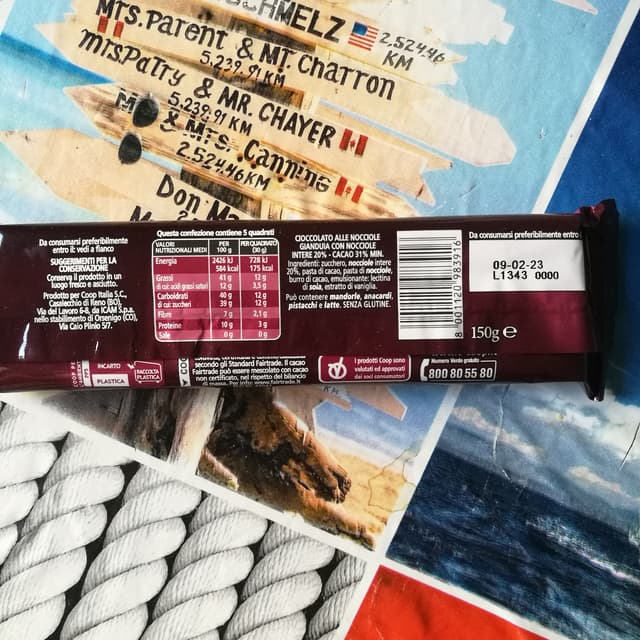 SCHMELZ 2,524.46
KM
Mrs. Parent & MT. Charron
5,239.91 KM
Mrs Patry & MR. CHAYER
5,239.91 KM
& Mrs. Canning
2.524.46 KM
Don
Da consumarsi preferibilmente
entro il: vedi a fianco
SUGGERIMENTI PER LA
CONSERVAZIONE
Conserva il prodotto in un
luogo fresco e asciutto.
Prodotto per Coop Italia S.C.,
Casalecchio di Reno (BO),
Via del Lavoro 6-8, da ICAM S.p.a.
nello stabilimento di Orsenigo (CO),
Via Caio Plinio 5/7.
Questa confezione contiene 5 quadrati
VALORI NUTRIZIONALI MEDI PER 100 g PER QUADRATO (30 g)
Energia 2426 kJ 728 kJ
584 kcal 175 kcal
Grassi 41 g 12 g
di cui: acidi grassi saturi 12 g 3,5 g
Carboidrati 40 g 12 g
di cui: zuccheri 39 g 12 g
Fibre 7 g 2,1 g
Proteine 10 g 3 g
Sale 0 g 0 g
CIOCCOLATO ALLE NOCCIOLE
GIANDUIA CON NOCCIOLE
INTERE 20% - CACAO 31% MIN.
Ingredienti: zucchero, nocciole intere
20%, pasta di cacao, pasta di nocciole,
burro di cacao, emulsionante: lecitina
di soia, estratto di vaniglia.
Può contenere mandorle, anacardi,
pistacchi e latte. SENZA GLUTINE.
8 001120 983916
Da consumarsi preferibilmente entro
09-02-23
L1343 0000
150g e
INCARTO
PLASTICA
RACCOLTA
PLASTICA
secondo gli Standard Fairtrade. Il cacao
fairtrade può essere mescolato con cacao
non certificato, nel rispetto del bilancio
di massa. Per info: www.fairtrade.it
I prodotti Coop sono
valutati ed approvati
dai soci consumatori
Numero Verde gratuito
800 80 55 80